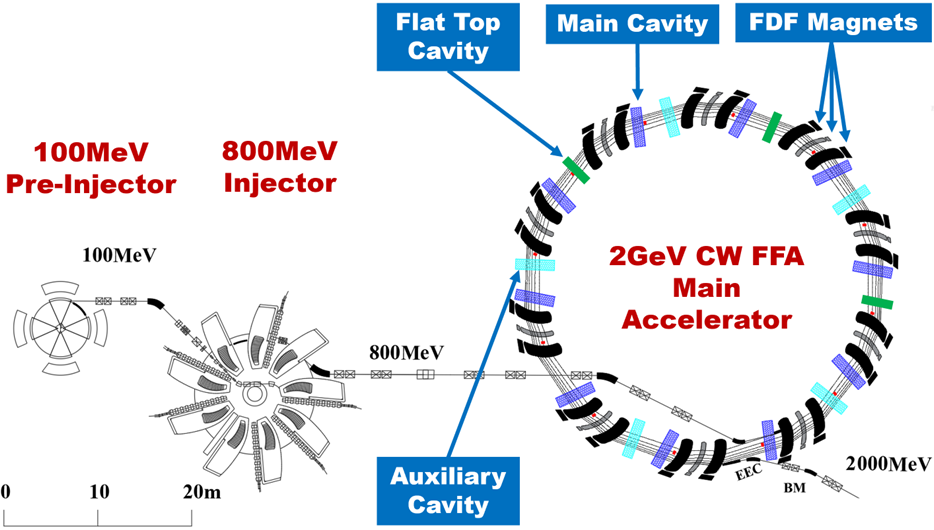 Flat Top
Cavity
Main Cavity
FDF Magnets
100MeV
Pre-Injector
800MeV
Injector
100MeV
2GeV CW FFA
Main
Accelerator
800MeV
Auxiliary
Cavity
EEC
BM
2000MeV
0 10 20m